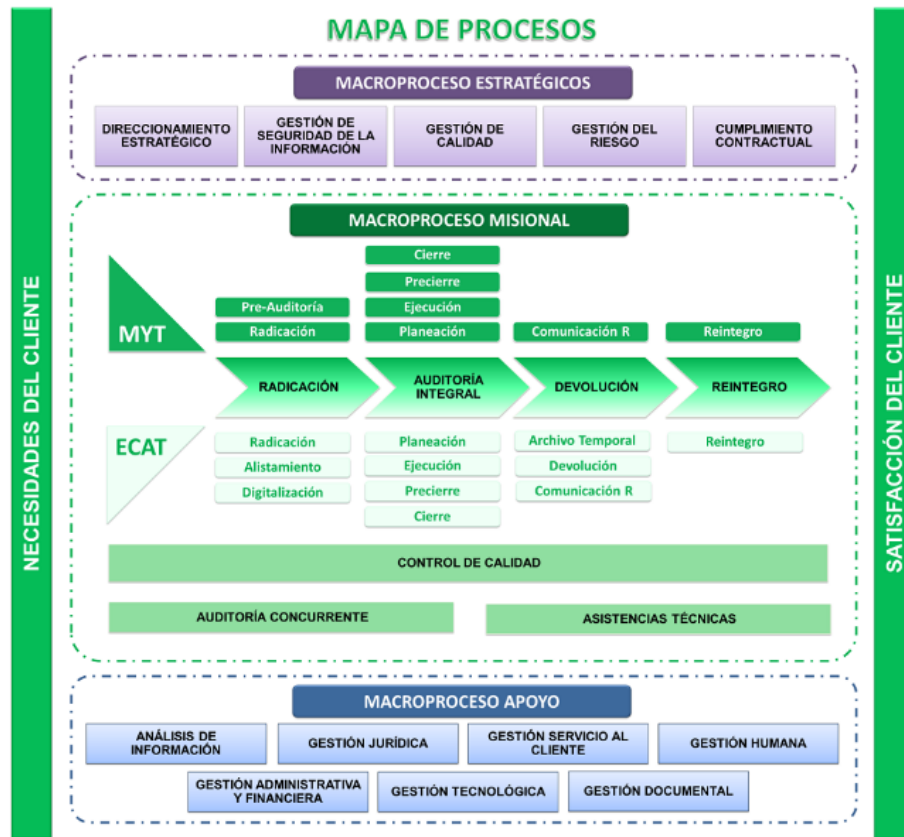 MAPA DE PROCESOS
NECESIDADES DEL CLIENTE
SATISFACCIÓN DEL CLIENTE
MACROPROCESO ESTRATÉGICOS
DIRECCIONAMIENTO
ESTRATÉGICO
GESTIÓN DE
SEGURIDAD DE LA
INFORMACIÓN
GESTIÓN DE
CALIDAD
GESTIÓN DEL
RIESGO
CUMPLIMIENTO
CONTRACTUAL
MACROPROCESO MISIONAL
MYT
Pre-Auditoría
Radicación
Cierre
Precierre
Ejecución
Planeación
Comunicación R
Reintegro
RADICACIÓN
AUDITORÍA
INTEGRAL
DEVOLUCIÓN
REINTEGRO
ECAT
Radicación
Alistamiento
Digitalización
Planeación
Ejecución
Precierre
Cierre
Archivo Temporal
Devolución
Comunicación R
Reintegro
CONTROL DE CALIDAD
AUDITORÍA CONCURRENTE
ASISTENCIAS TÉCNICAS
MACROPROCESO APOYO
ANÁLISIS DE
INFORMACIÓN
GESTIÓN JURÍDICA
GESTIÓN SERVICIO AL
CLIENTE
GESTIÓN HUMANA
GESTIÓN ADMINISTRATIVA
Y FINANCIERA
GESTIÓN TECNOLÓGICA
GESTIÓN DOCUMENTAL